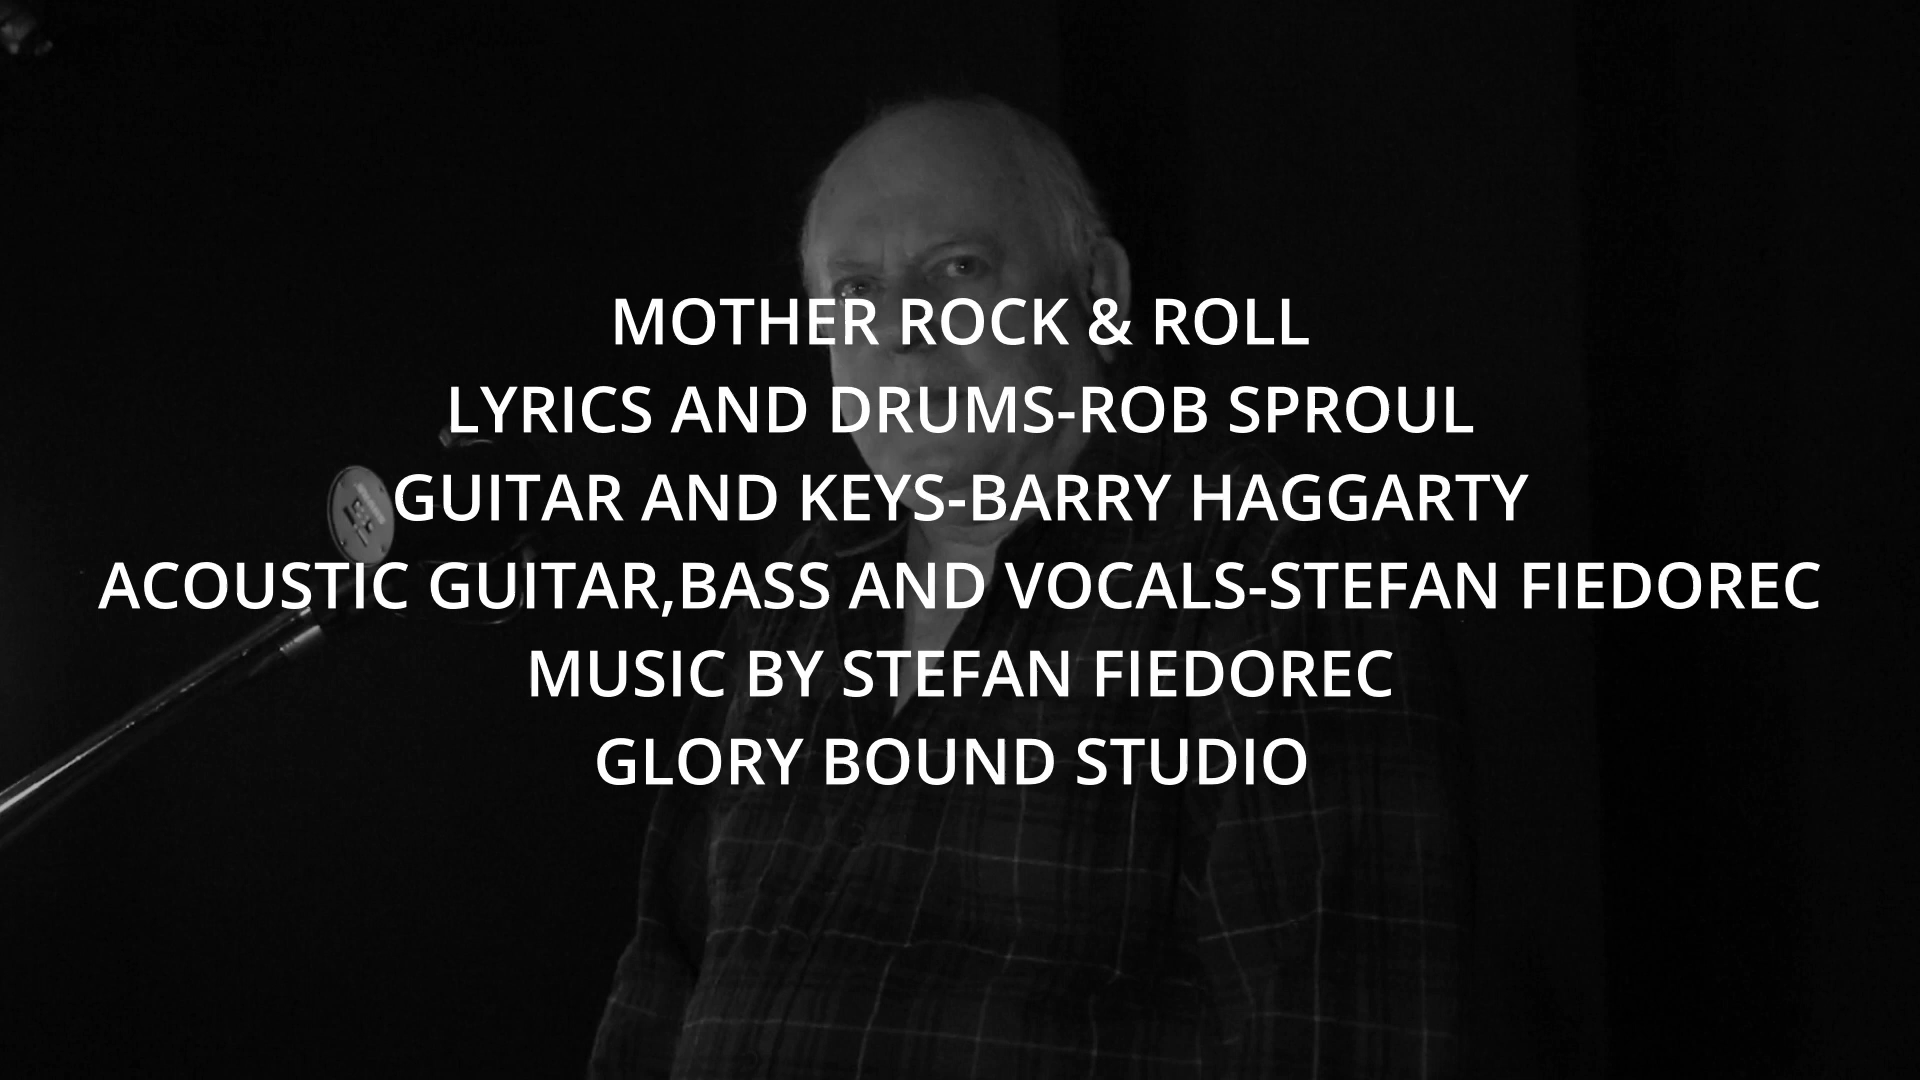 MOTHER ROCK & ROLL
LYRICS AND DRUMS-ROB SPROUL
GUITAR AND KEYS-BARRY HAGGARTY
ACOUSTIC GUITAR,BASS AND VOCALS-STEFAN FIEDOREC
MUSIC BY STEFAN FIEDOREC
GLORY BOUND STUDIO